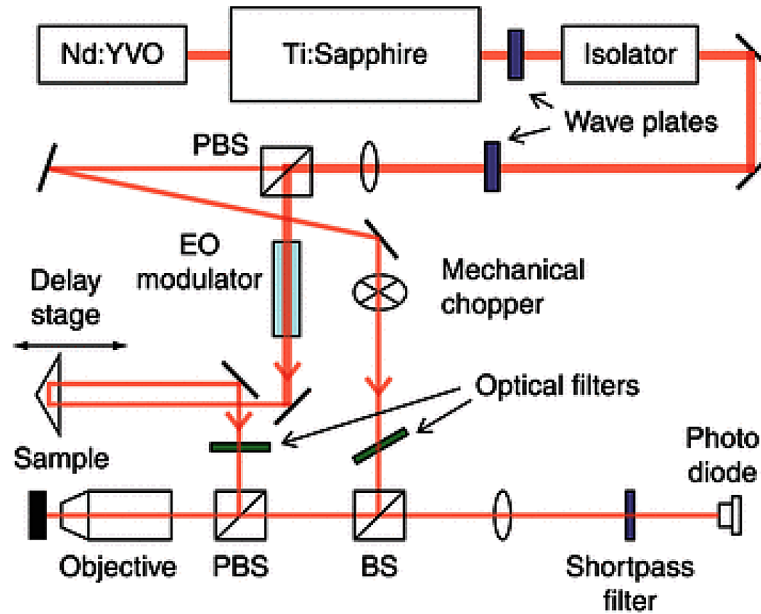 Nd:YVO
Ti:Sapphire
Isolator
Wave plates
PBS
EO
modulator
Mechanical
chopper
Delay
stage
Optical filters
Sample
Photo
diode
Objective
PBS
BS
Shortpass
filter